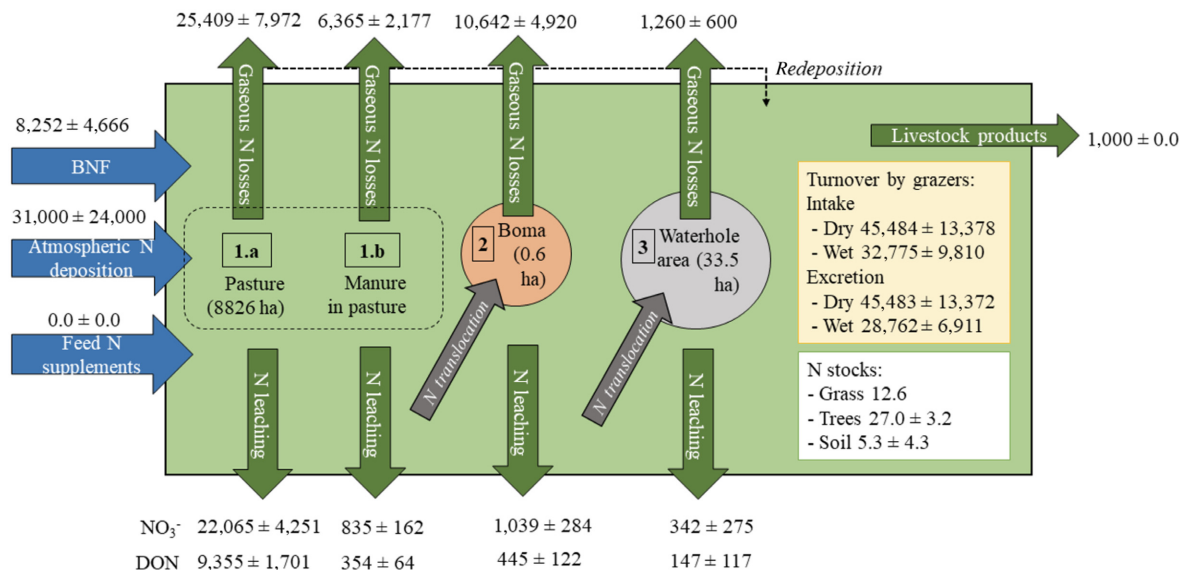 25,409 ± 7,972
6,365 ± 2,177
10,642 ± 4,920
1,260 ± 600
Redeposition
Gaseous N losses
Gaseous N losses
Gaseous N losses
Gaseous N losses
8,252 ± 4,666
BNF
31,000 ± 24,000
Atmospheric N
deposition
0.0 ± 0.0
Feed N
supplements
Livestock products
1,000 ± 0.0
1.a
Pasture
(8826 ha)
1.b
Manure
in pasture
2
Boma
(0.6
ha)
3
Waterhole
area (33.5
ha)
N translocation
N translocation
Turnover by grazers:
Intake
- Dry 45,484 ± 13,378
- Wet 32,775 ± 9,810
Excretion
- Dry 45,483 ± 13,372
- Wet 28,762 ± 6,911
N stocks:
- Grass 12.6
- Trees 27.0 ± 3.2
- Soil 5.3 ± 4.3
N leaching
N leaching
N leaching
N leaching
NO₃⁻ 22,065 ± 4,251 835 ± 162 1,039 ± 284 342 ± 275
DON 9,355 ± 1,701 354 ± 64 445 ± 122 147 ± 117